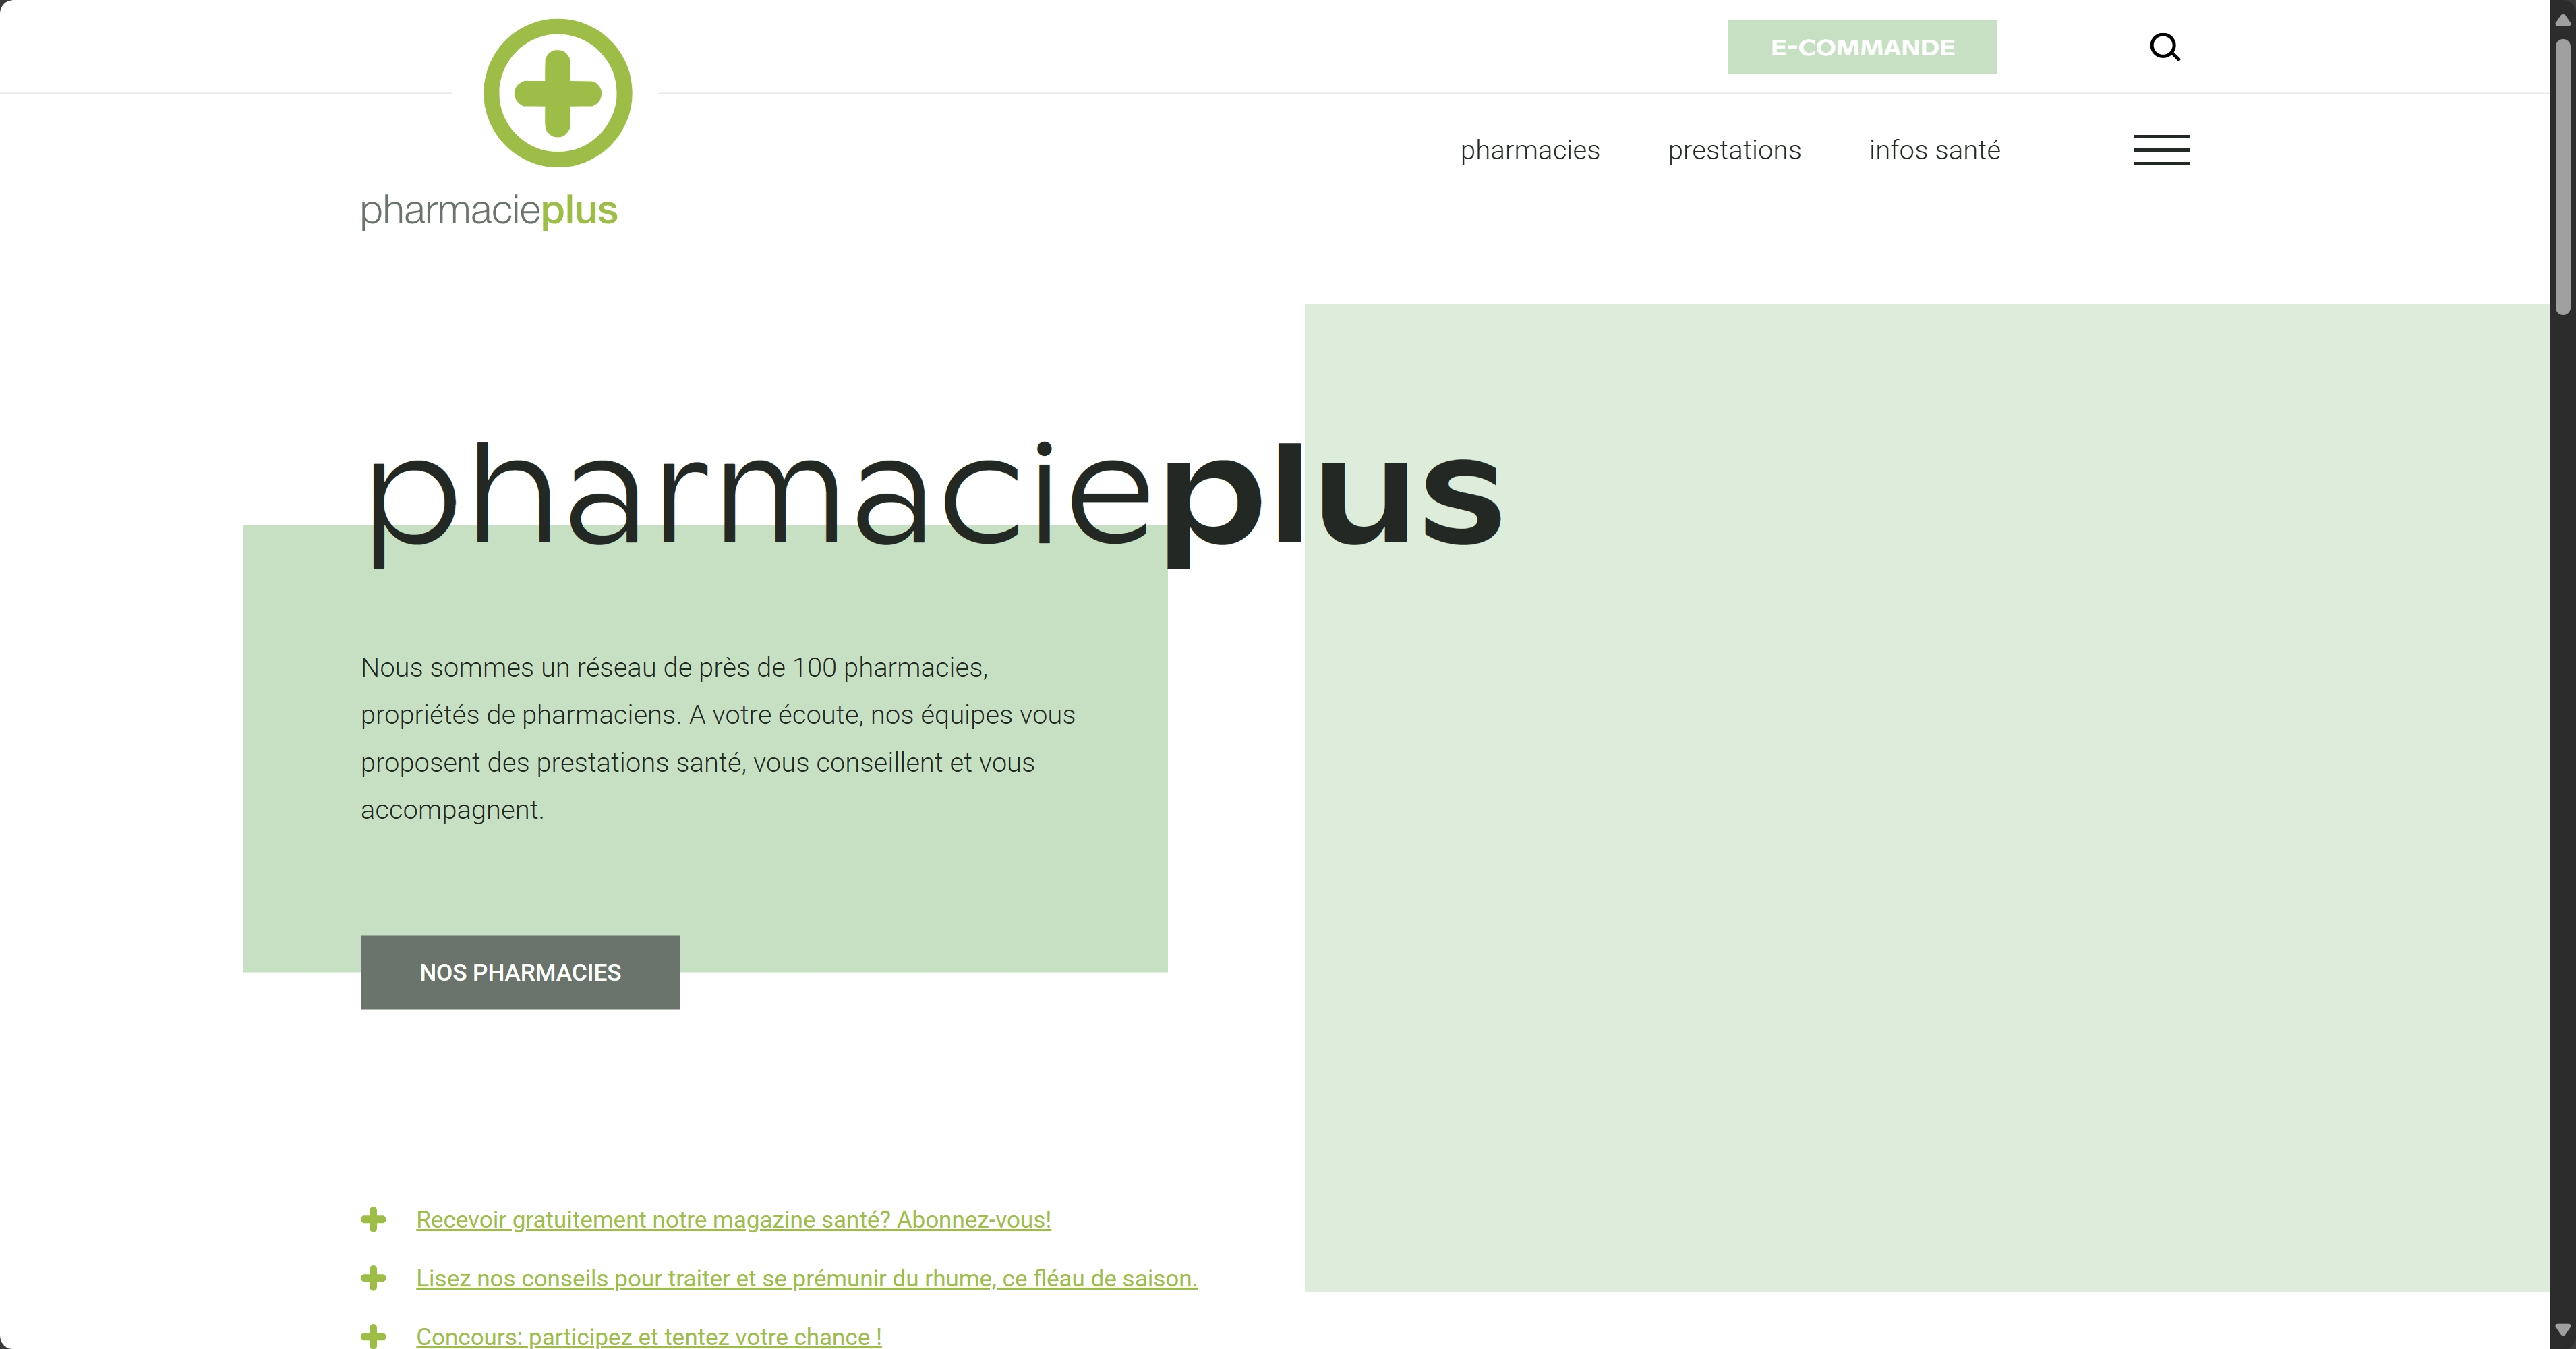 E-COMMANDE
pharmacies prestations infos santé
pharmacieplus
pharmacieplus
Nous sommes un réseau de près de 100 pharmacies,
propriétés de pharmaciens. A votre écoute, nos équipes vous
proposent des prestations santé, vous conseillent et vous
accompagnent.
NOS PHARMACIES
Recevoir gratuitement notre magazine santé? Abonnez-vous!
Lisez nos conseils pour traiter et se prémunir du rhume, ce fléau de saison.
Concours: participez et tentez votre chance !